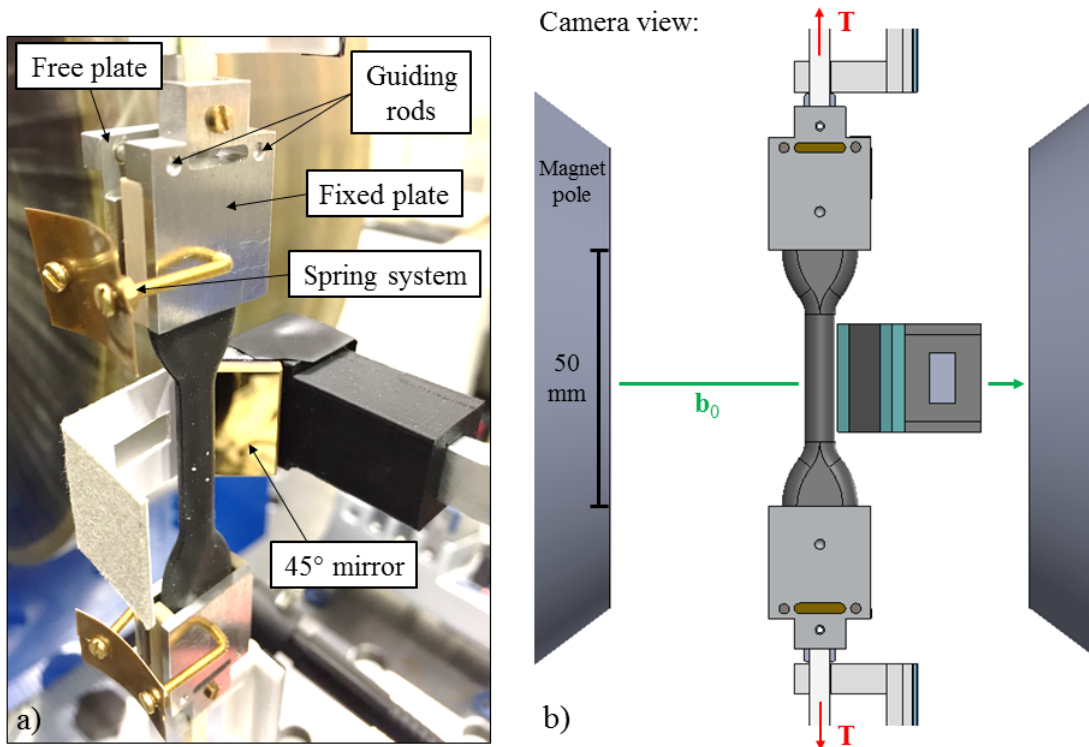 Free plate
Guiding
rods
Fixed plate
Spring system
45° mirror
a)
Camera view:
T
Magnet
pole
50
mm
b₀
T
b)